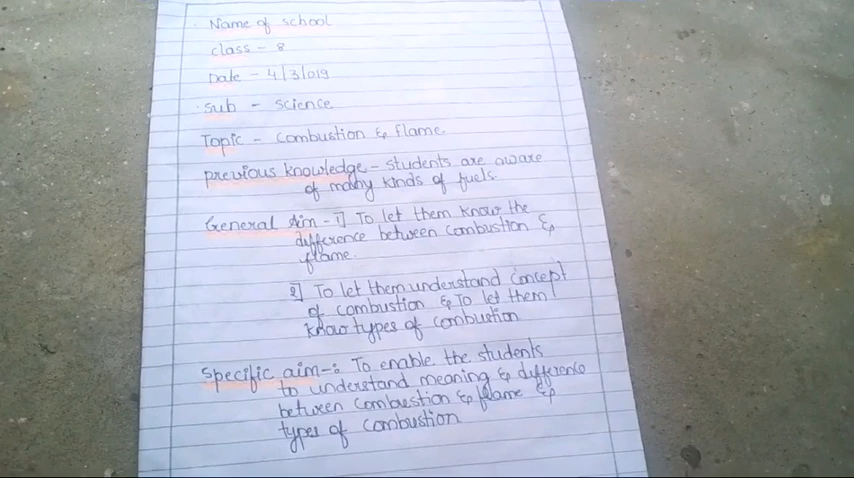 Name of school
class - 8
Date - 4/3/019
Sub - science
Topic - combustion & flame.
previous knowledge - students are aware
of many kinds of fuels.
General Aim - 1] To let them know the
difference between combustion &
flame.
2] To let them understand concept
of combustion & To let them
know types of combustion
Specific aim -: To enable the students
to understand meaning & difference
between combustion & flame &
types of combustion